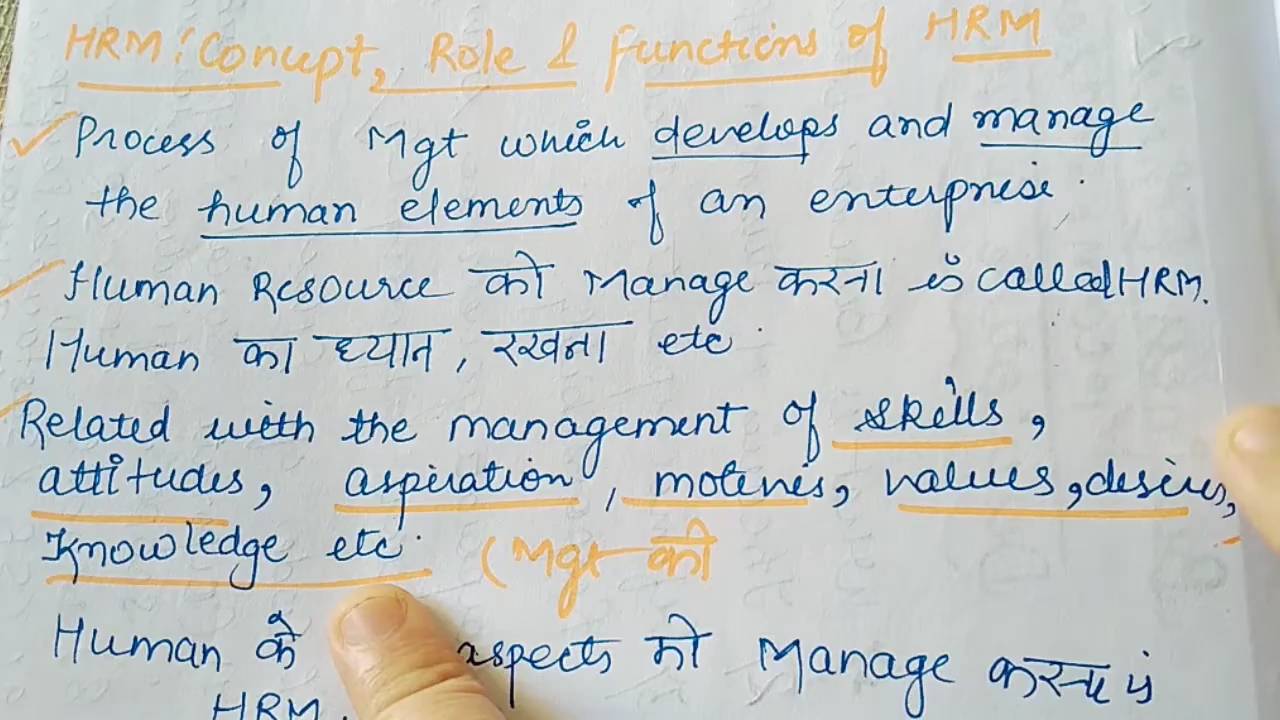 HRM: Concept, Role & functions of HRM
Process of Mgt which develops and manage
the human elements of an enterprise.
Human Resource को Manage करना is called HRM.
Human का ध्यान, रखना etc.
Related with the management of skills,
attitudes, aspiration, motives, values, desires,
Knowledge etc. (Mgt की
Human के aspects को Manage करना is
HRM.